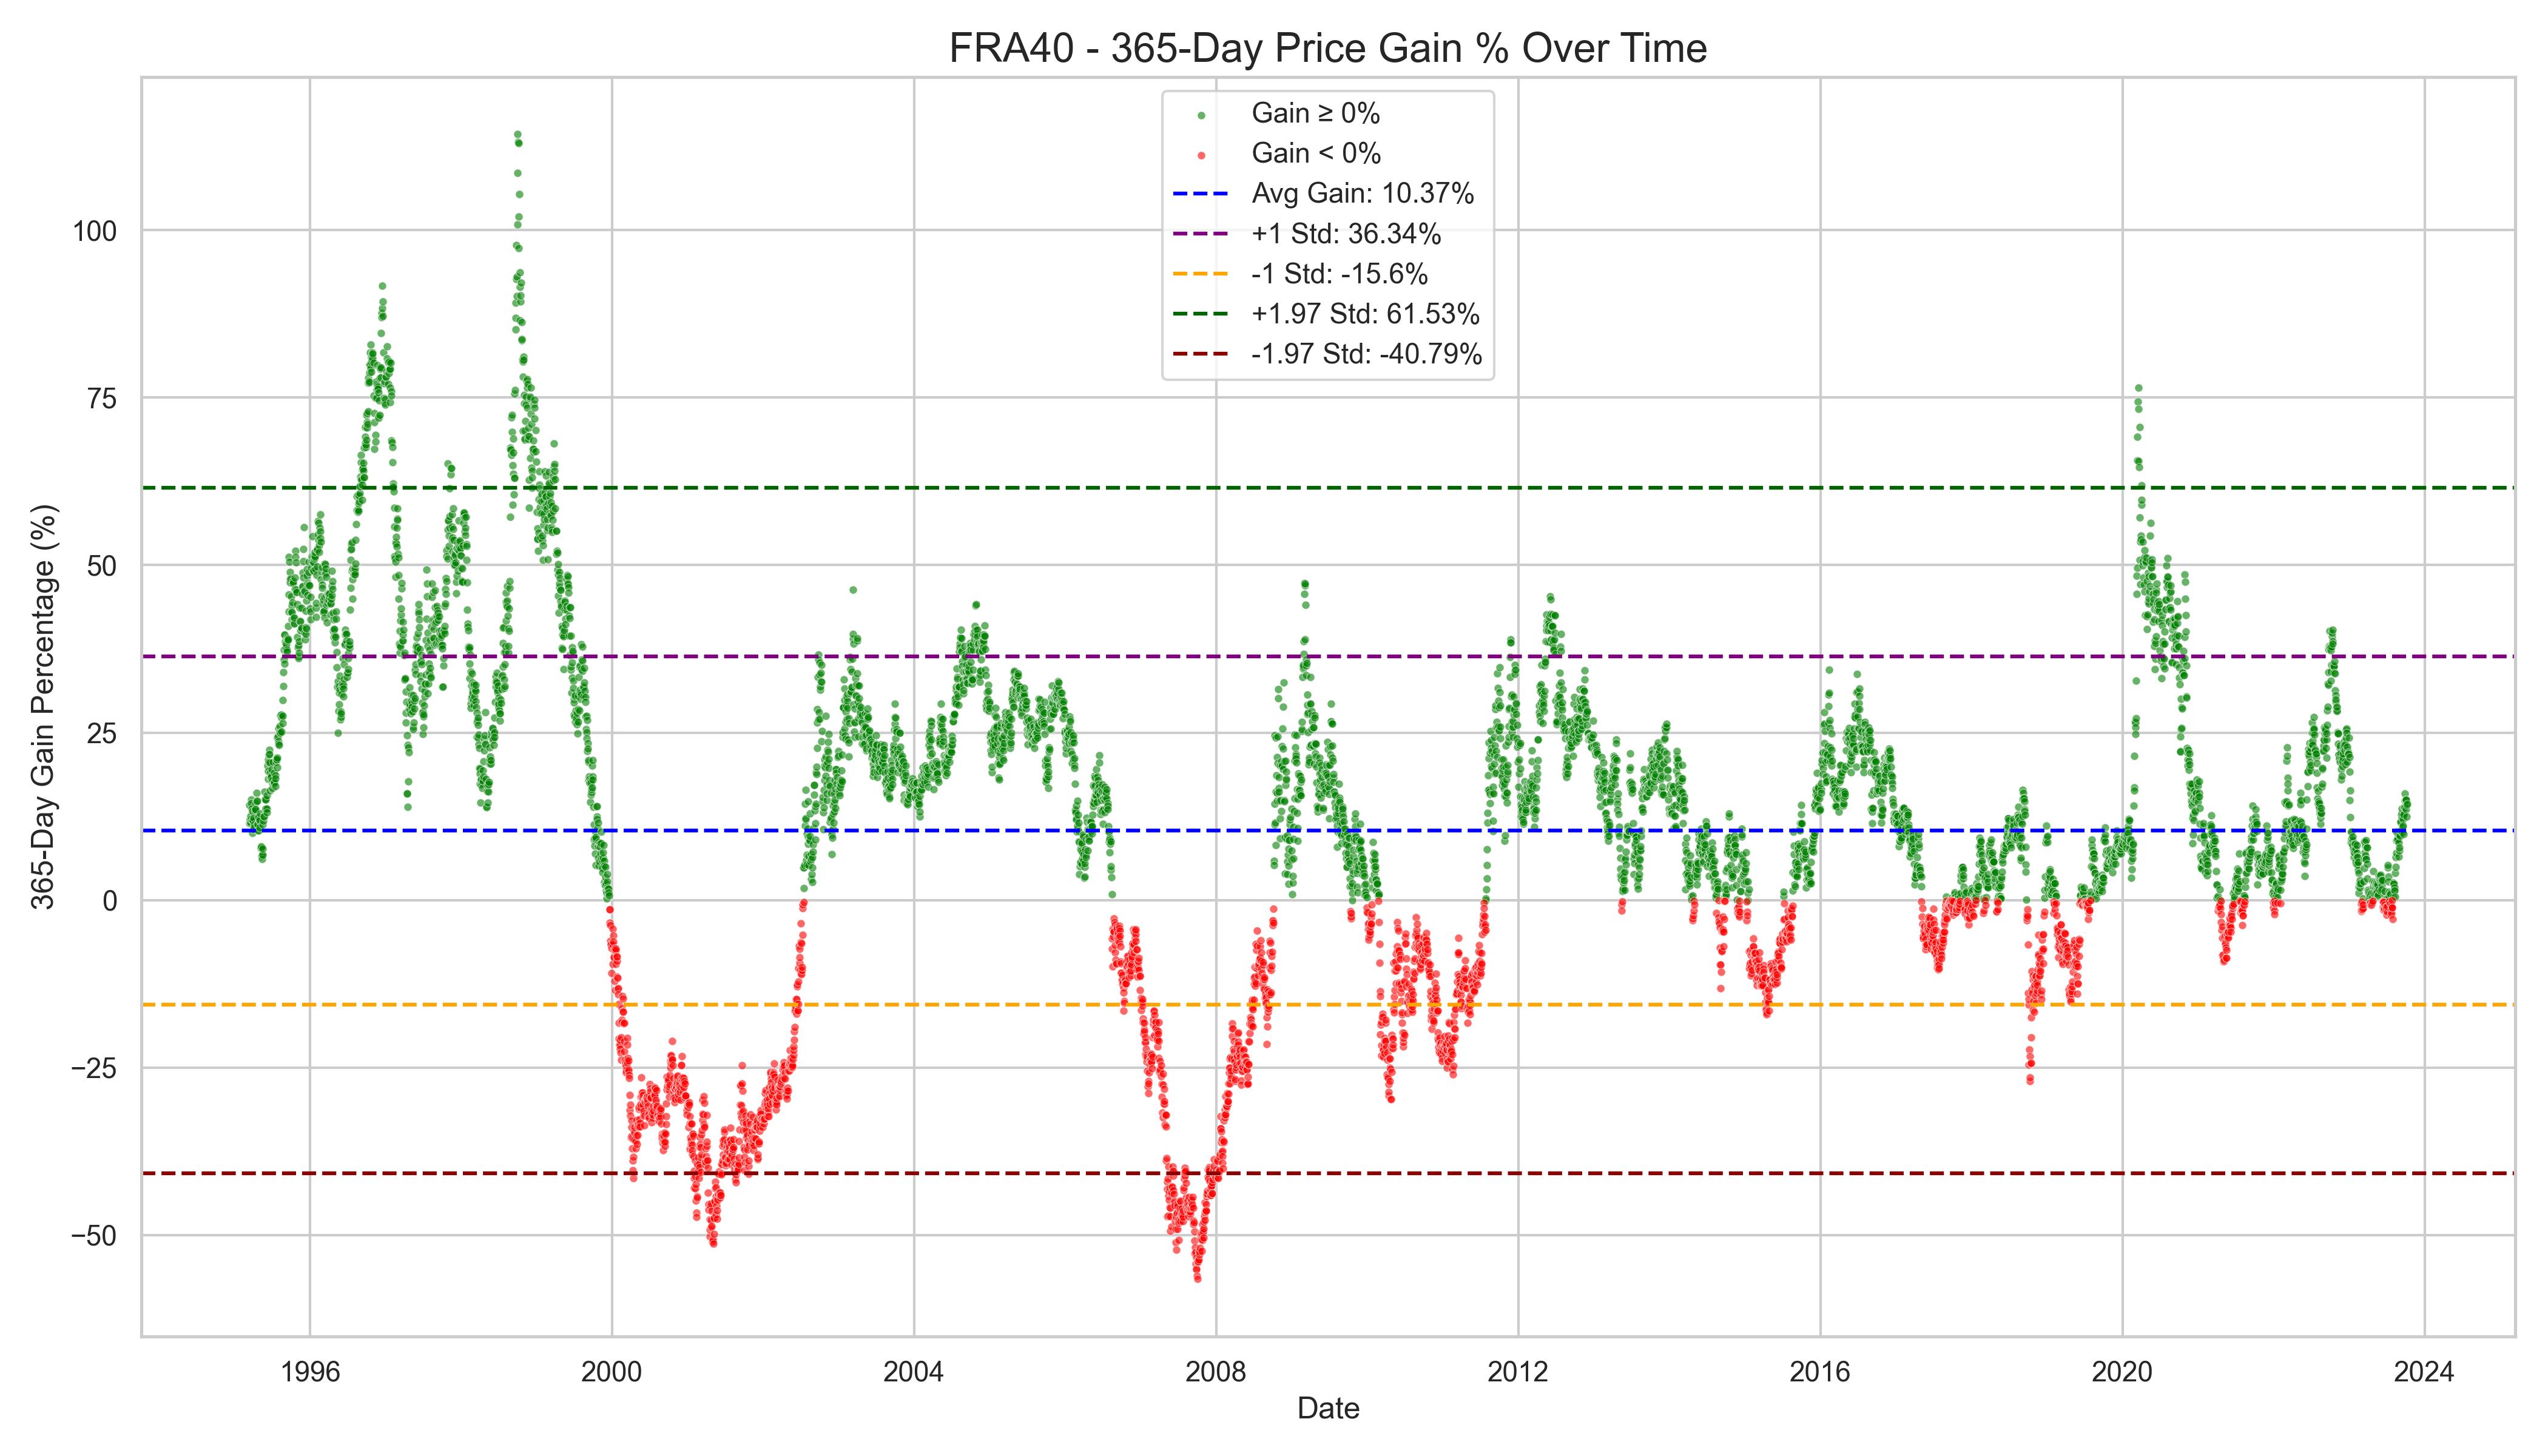 FRA40 - 365-Day Price Gain % Over Time
Gain ≥ 0%
Gain < 0%
Avg Gain: 10.37%
+1 Std: 36.34%
-1 Std: -15.6%
+1.97 Std: 61.53%
-1.97 Std: -40.79%
365-Day Gain Percentage (%)
100
75
50
25
0
−25
−50
1996
2000
2004
2008
2012
2016
2020
2024
Date